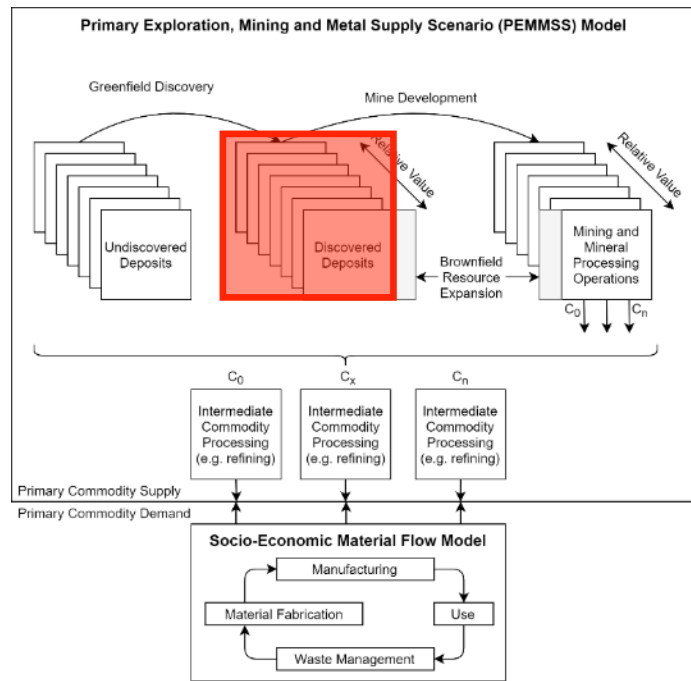 Primary Exploration, Mining and Metal Supply Scenario (PEMMSS) Model
Greenfield Discovery
Mine Development
Relative Value
Relative Value
Undiscovered
Deposits
Discovered
Deposits
Brownfield
Resource
Expansion
Mining and
Mineral
Processing
Operations
C0
Cn
C0
Cx
Cn
Intermediate
Commodity
Processing
(e.g. refining)
Intermediate
Commodity
Processing
(e.g. refining)
Intermediate
Commodity
Processing
(e.g. refining)
Primary Commodity Supply
Primary Commodity Demand
Socio-Economic Material Flow Model
Manufacturing
Material Fabrication
Use
Waste Management